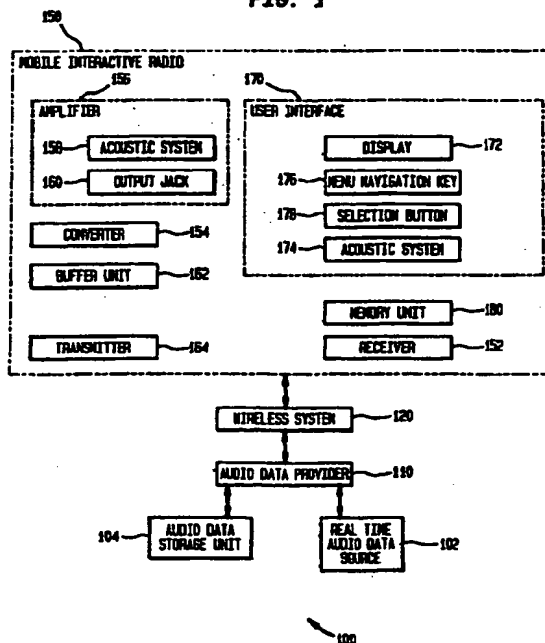 FIG. 1
150
MOBILE INTERACTIVE RADIO
156
170
AMPLIFIER
USER INTERFACE
158
ACOUSTIC SYSTEM
DISPLAY
172
160
OUTPUT JACK
176
MENU NAVIGATION KEY
178
SELECTION BUTTON
CONVERTER
154
174
ACOUSTIC SYSTEM
BUFFER UNIT
162
MEMORY UNIT
180
TRANSMITTER
164
RECEIVER
152
WIRELESS SYSTEM
120
AUDIO DATA PROVIDER
110
104
AUDIO DATA
STORAGE UNIT
REAL TIME
AUDIO DATA
SOURCE
102
100